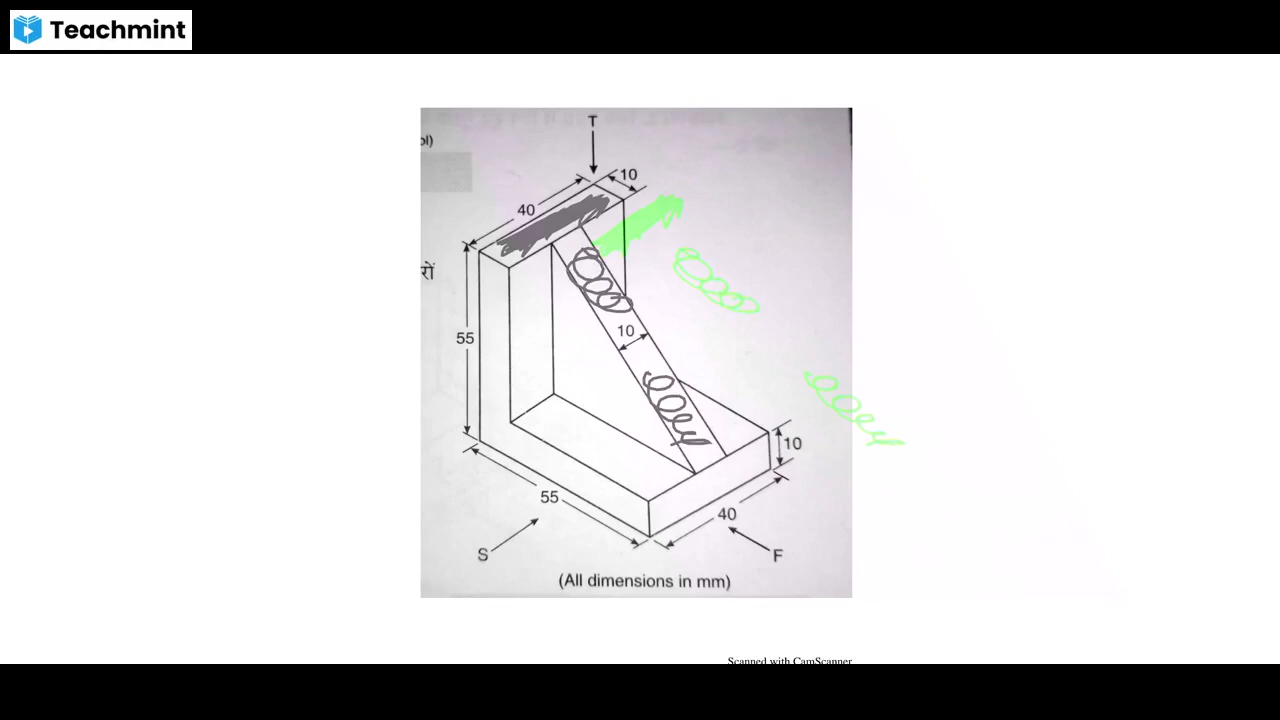 Teachmint
T
ol)
10
40
रों
10
55
10
55
40
S
F
(All dimensions in mm)
Scanned with CamScanner